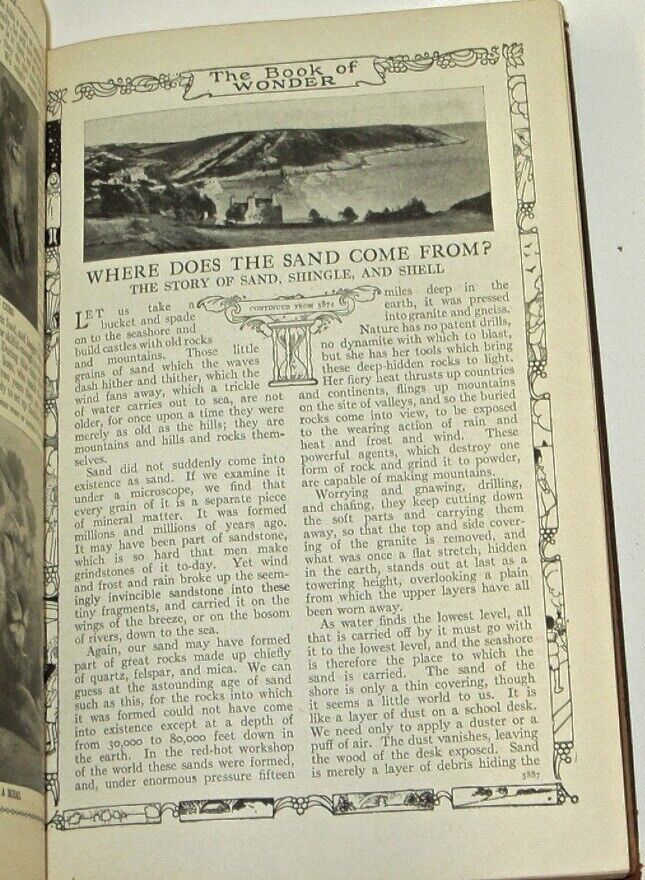 The Book of
WONDER
WHERE DOES THE SAND COME FROM?
THE STORY OF SAND, SHINGLE, AND SHELL
CONTINUED FROM 5874
LET us take a
bucket and spade
on to the seashore and
build castles with old rocks
and mountains. Those little
grains of sand which the waves
dash hither and thither, which the
wind fans away, which a trickle
of water carries out to sea, are not
older, for once upon a time they were
merely as old as the hills; they are
mountains and hills and rocks them-
selves.
Sand did not suddenly come into
existence as sand. If we examine it
under a microscope, we find that
every grain of it is a separate piece
of mineral matter. It was formed
millions and millions of years ago.
It may have been part of sandstone,
which is so hard that men make
grindstones of it to-day. Yet wind
and frost and rain broke up the seem-
ingly invincible sandstone into these
tiny fragments, and carried it on the
wings of the breeze, or on the bosom
of rivers, down to the sea.
Again, our sand may have formed
part of great rocks made up chiefly
of quartz, felspar, and mica. We can
guess at the astounding age of sand
such as this, for the rocks into which
it was formed could not have come
into existence except at a depth of
from 30,000 to 80,000 feet down in
the earth. In the red-hot workshop
of the world these sands were formed,
and, under enormous pressure fifteen
miles deep in the
earth, it was pressed
into granite and gneiss.
Nature has no patent drills,
no dynamite with which to blast,
but she has her tools which bring
these deep-hidden rocks to light.
Her fiery heat thrusts up countries
and continents, flings up mountains
on the site of valleys, and so the buried
rocks come into view, to be exposed
to the wearing action of rain and
heat and frost and wind. These
powerful agents, which destroy one
form of rock and grind it to powder,
are capable of making mountains.
Worrying and gnawing, drilling,
and chafing, they keep cutting down
the soft parts and carrying them
away, so that the top and side cover-
ing of the granite is removed, and
what was once a flat stretch, hidden
in the earth, stands out at last as a
towering height, overlooking a plain
from which the upper layers have all
been worn away.
As water finds the lowest level, all
that is carried off by it must go with
it to the lowest level, and the seashore
is therefore the place to which the
sand is carried. The sand of the
shore is only a thin covering, though
it seems a little world to us. It is
like a layer of dust on a school desk.
We need only to apply a duster or a
puff of air. The dust vanishes, leaving
the wood of the desk exposed. Sand
is merely a layer of debris hiding the
5887